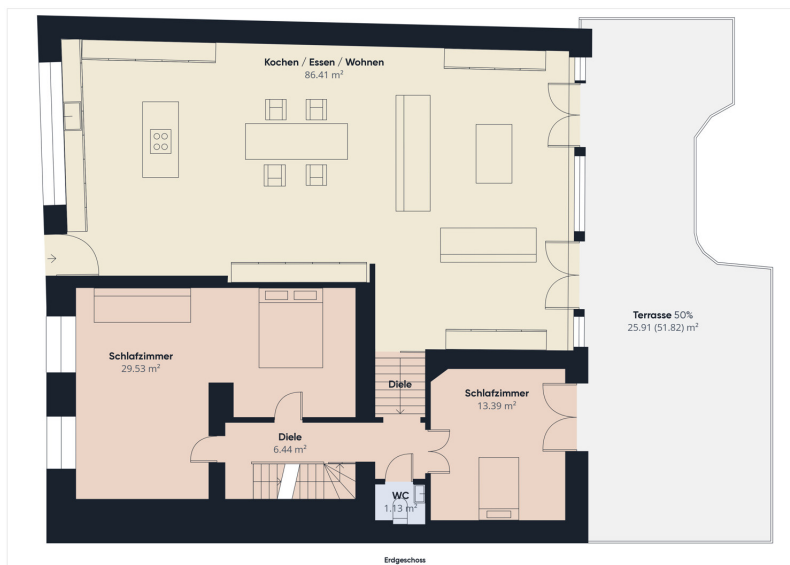 Kochen / Essen / Wohnen
86.41 m²
Terrasse 50%
25.91 (51.82) m²
Schlafzimmer
29.53 m²
Diele
Schlafzimmer
13.39 m²
Diele
6.44 m²
WC
1.13 m²
Erdgeschoss